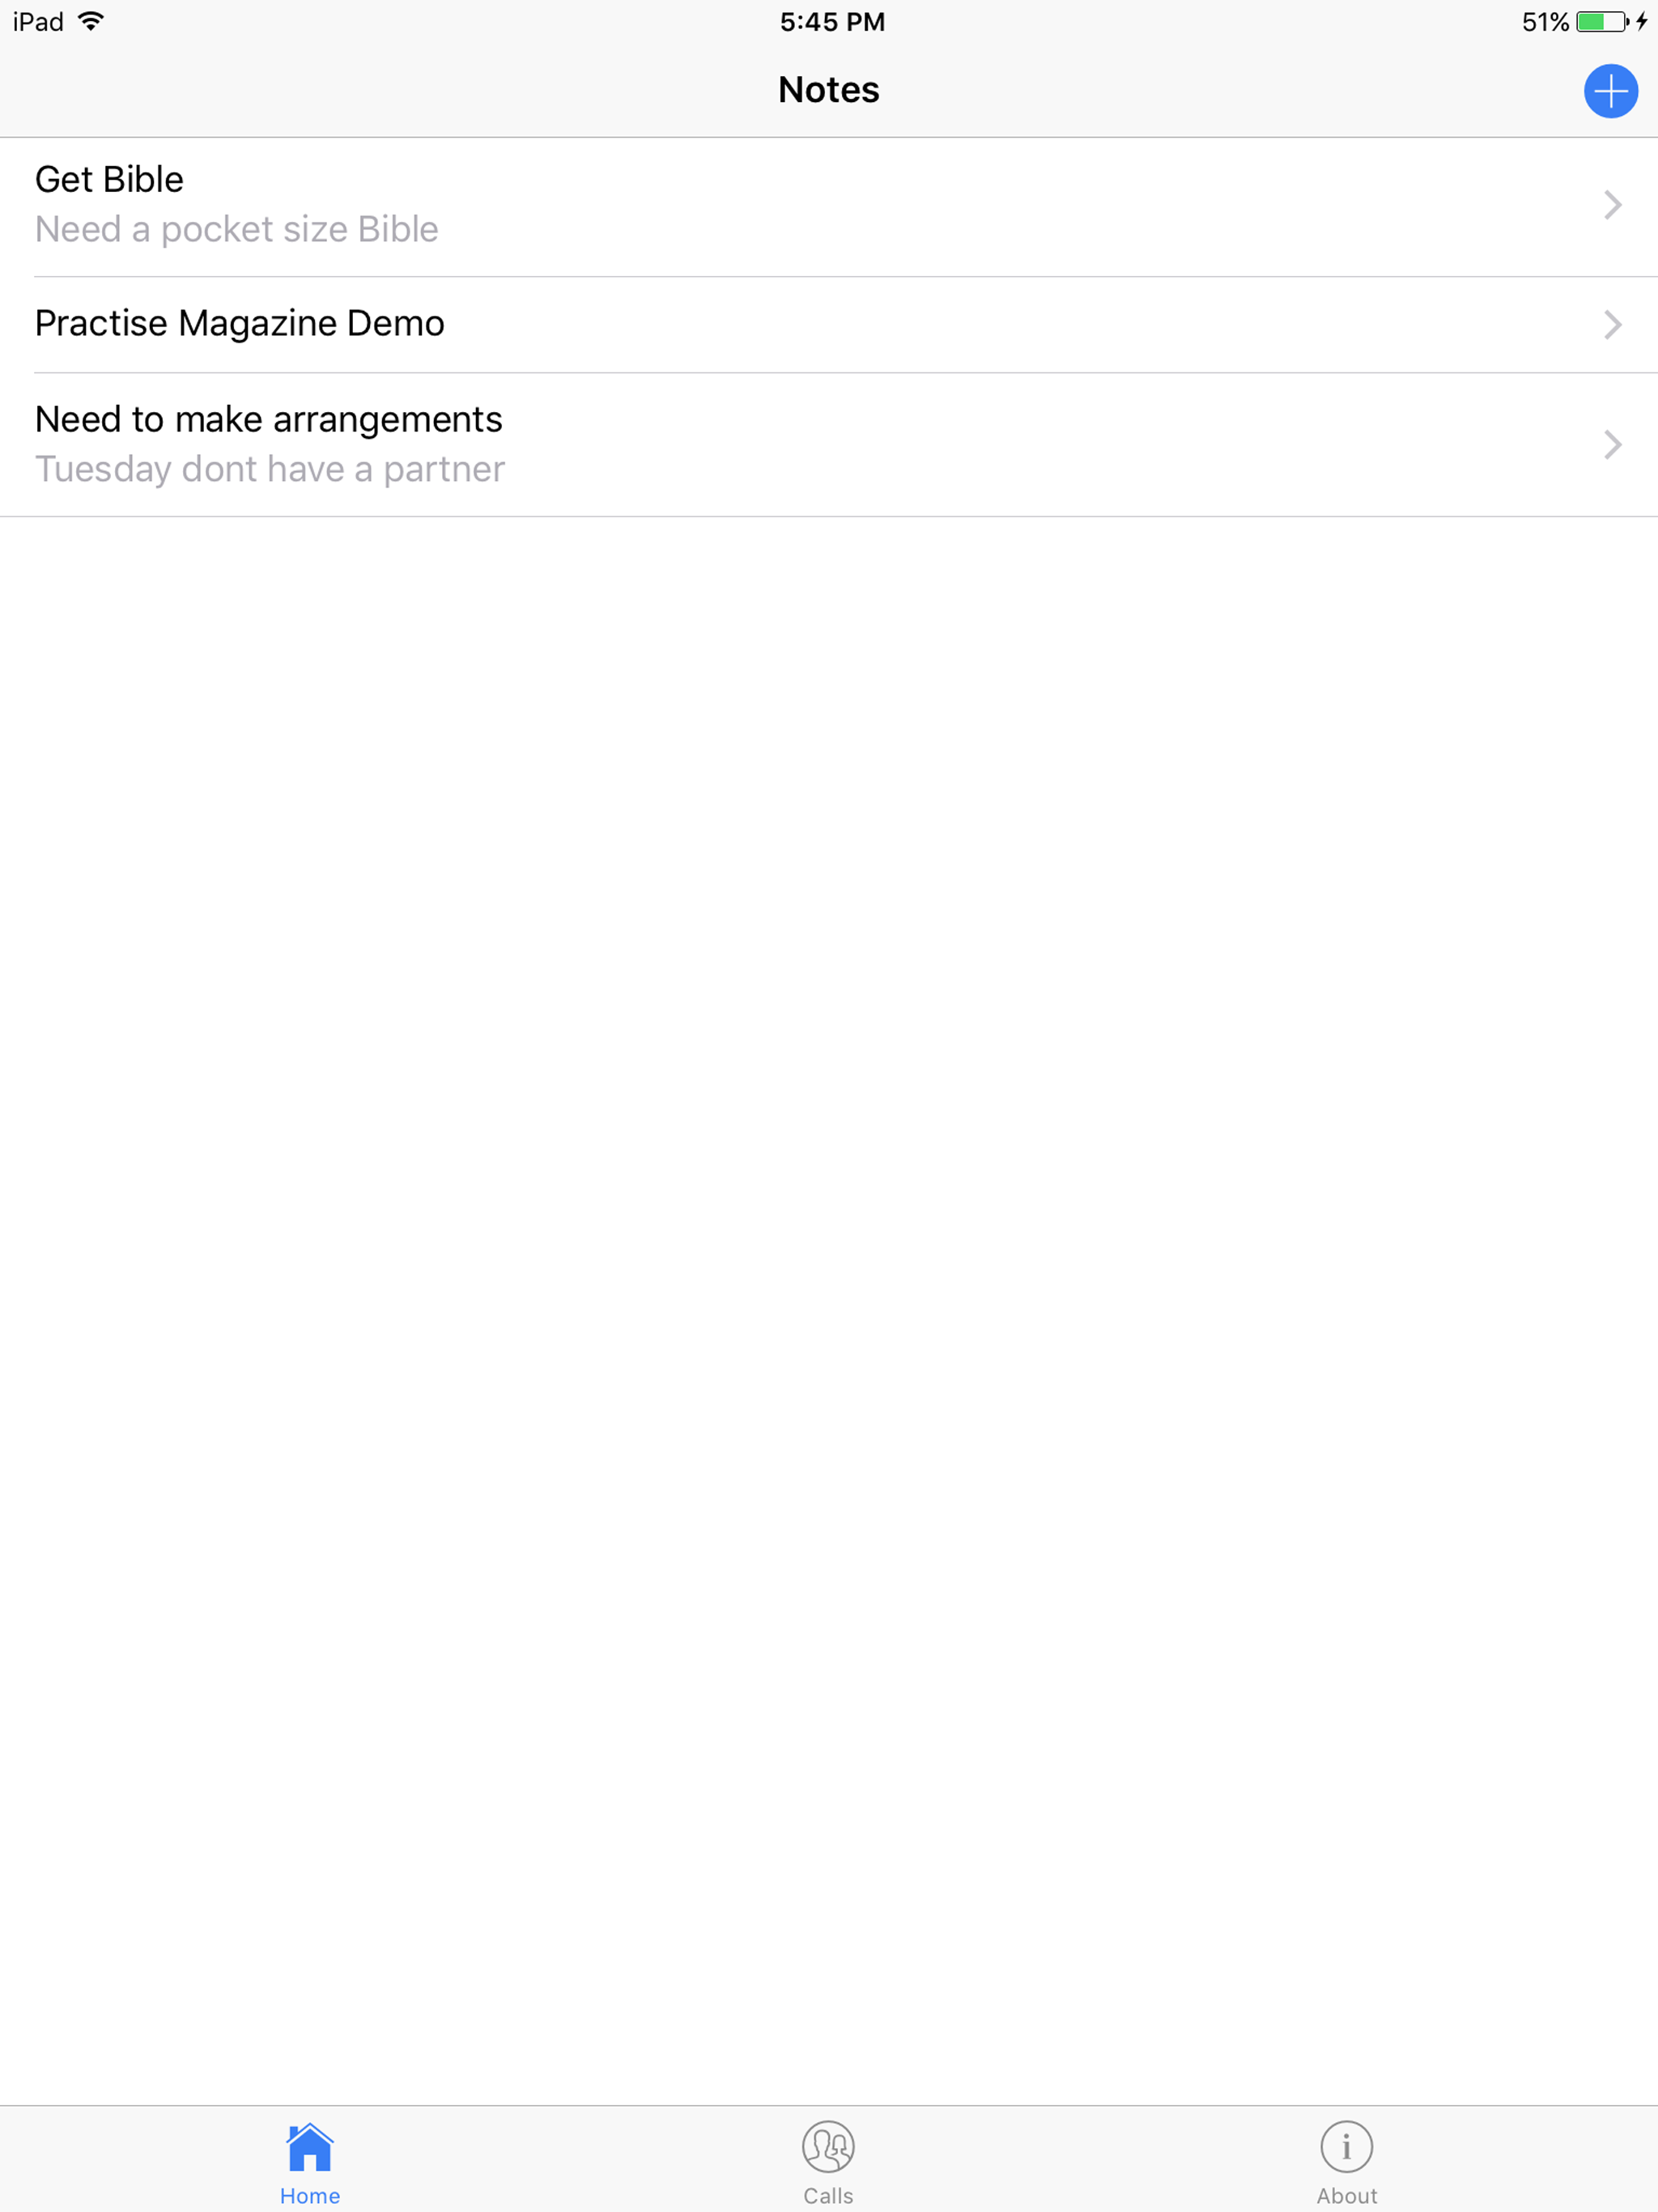 iPad 5:45 PM 51%
Notes
Get Bible
Need a pocket size Bible
Practise Magazine Demo
Need to make arrangements
Tuesday dont have a partner
Home Calls About